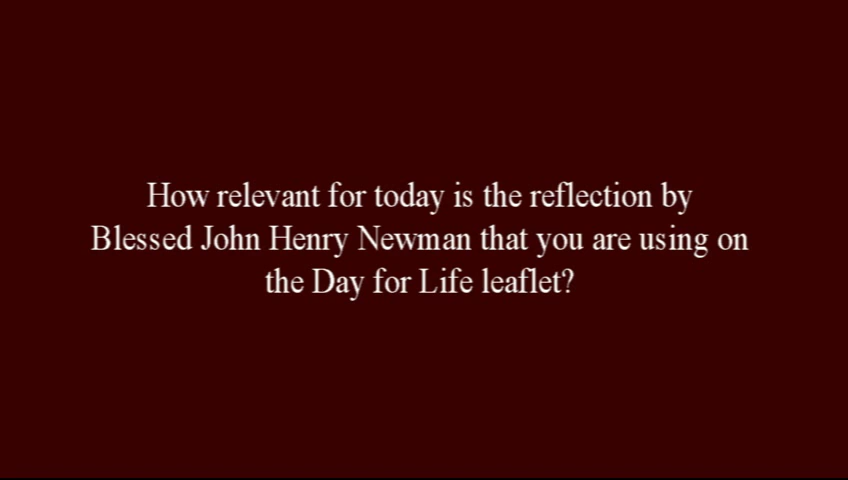 How relevant for today is the reflection by
Blessed John Henry Newman that you are using on
the Day for Life leaflet?